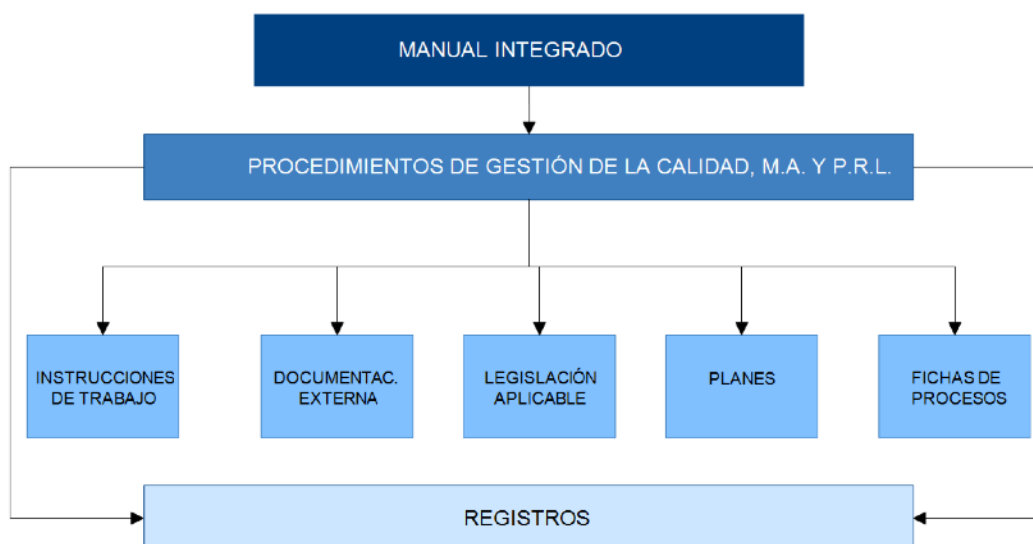 MANUAL INTEGRADO
PROCEDIMIENTOS DE GESTIÓN DE LA CALIDAD, M.A. Y P.R.L.
INSTRUCCIONES
DE TRABAJO
DOCUMENTAC.
EXTERNA
LEGISLACIÓN
APLICABLE
PLANES
FICHAS DE
PROCESOS
REGISTROS